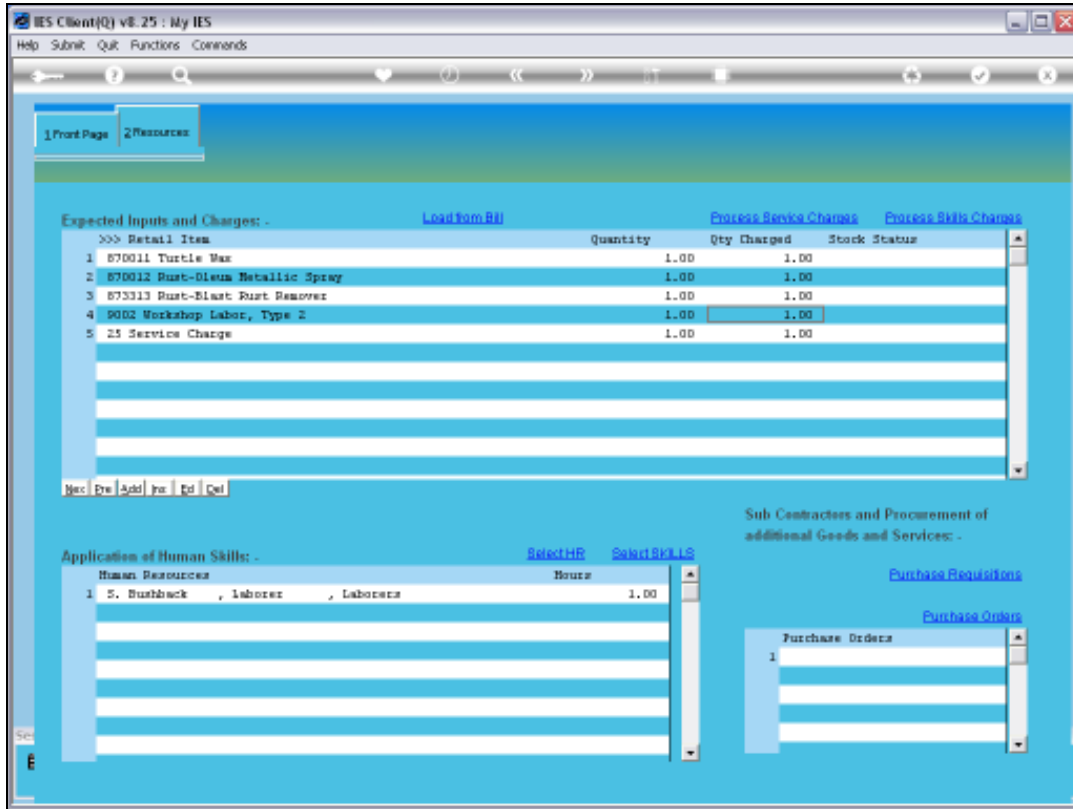 IES Client(Q) v8.25 : My IES
Help Submit Quit Functions Commands
1 Front Page 2 Resources
Expected Inputs and Charges: - Load from Bill Process Service Charges Process Skills Charges
>>> Retail Item Quantity Qty Charged Stock Status
1 870011 Turtle Wax 1.00 1.00
2 870012 Rust-Oleum Metallic Spray 1.00 1.00
3 873313 Rust-Blast Rust Remover 1.00 1.00
4 9002 Workshop Labor, Type 2 1.00 1.00
5 25 Service Charge 1.00 1.00
Nex Pre Add Ins Ed Del
Sub Contractors and Procurement of
additional Goods and Services: -
Application of Human Skills: - Select HR Select SKILLS
Human Resources Hours
Purchase Requisitions
1 S. Bushback , laborer , Laborers 1.00
Purchase Orders
Purchase Orders
1